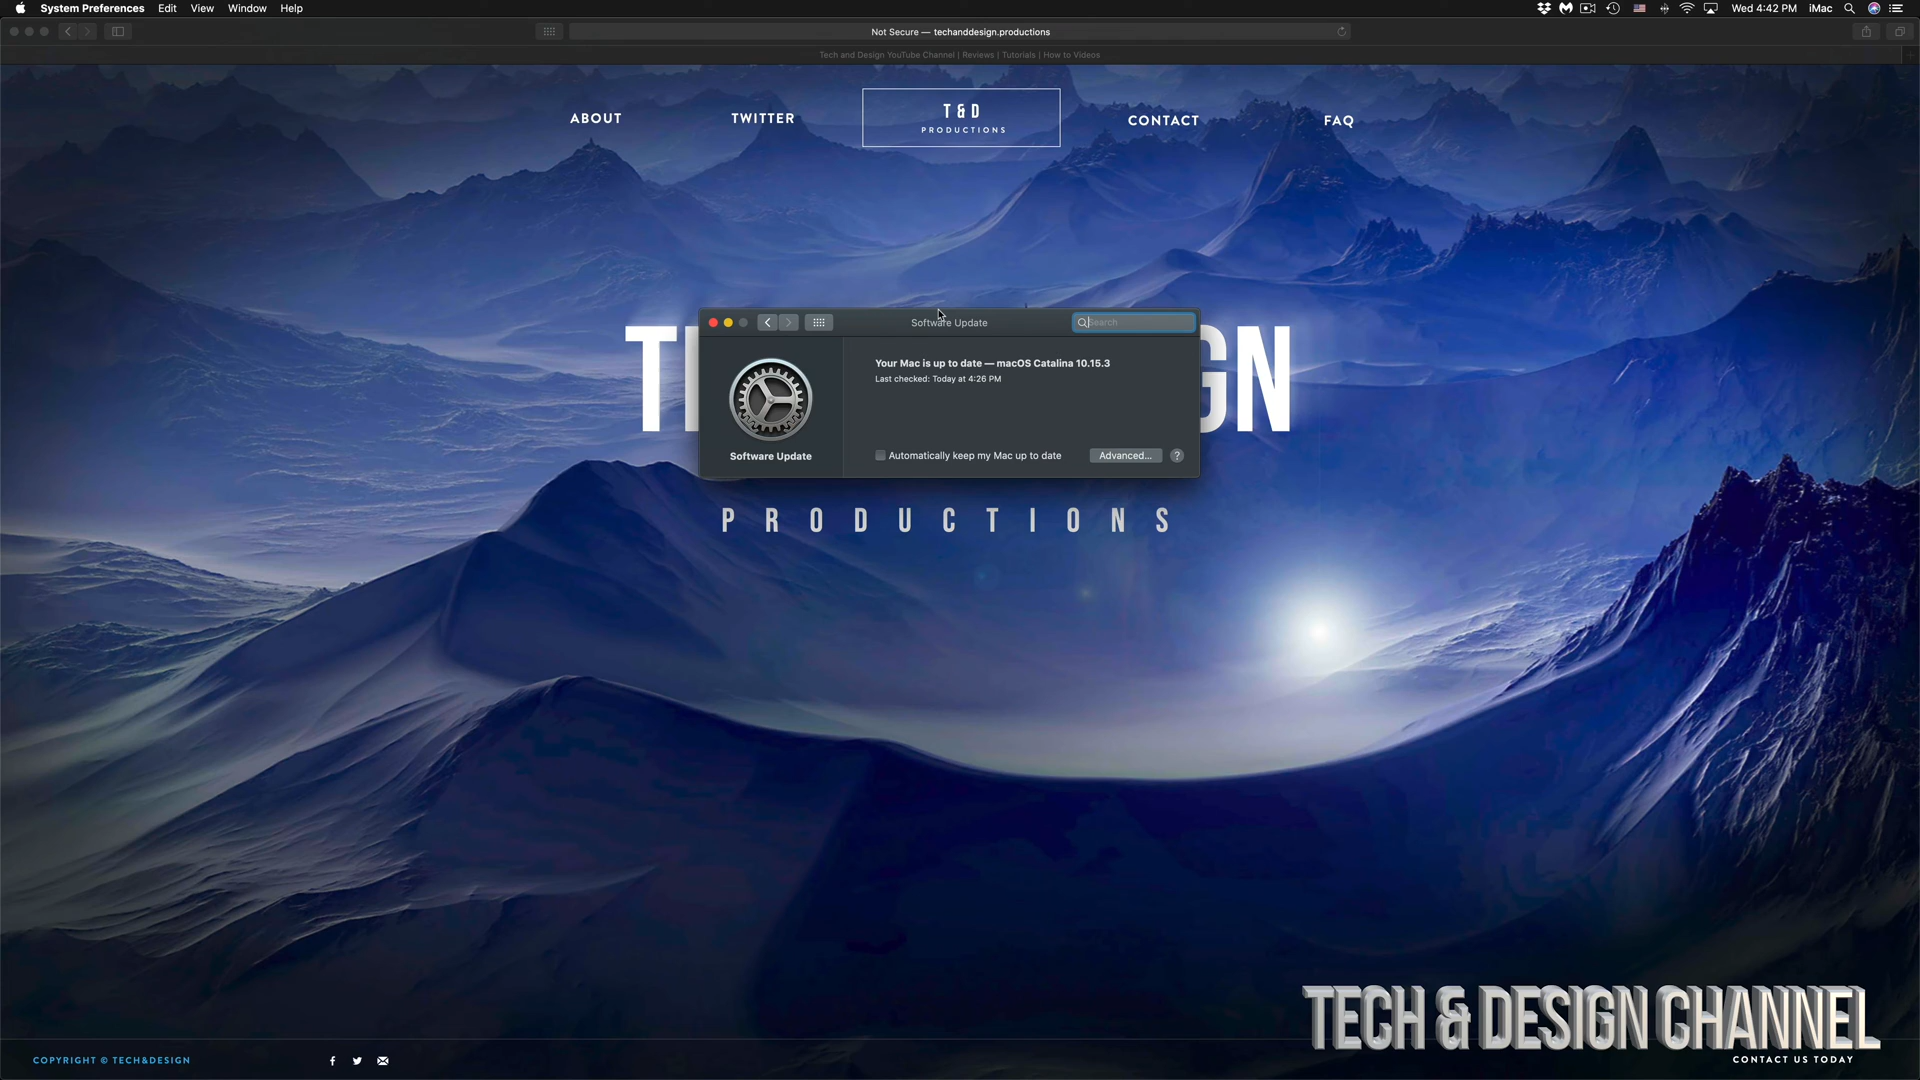 System Preferences Edit View Window Help
Wed 4:42 PM iMac
Not Secure — techanddesign.productions
Tech and Design YouTube Channel | Reviews | Tutorials | How to Videos
ABOUT TWITTER T&D CONTACT FAQ
PRODUCTIONS
Software Update
Search
Your Mac is up to date — macOS Catalina 10.15.3
Last checked: Today at 4:26 PM
Software Update
Automatically keep my Mac up to date
Advanced...
?
PRODUCTIONS
TECH & DESIGN CHANNEL
COPYRIGHT © TECH&DESIGN
CONTACT US TODAY